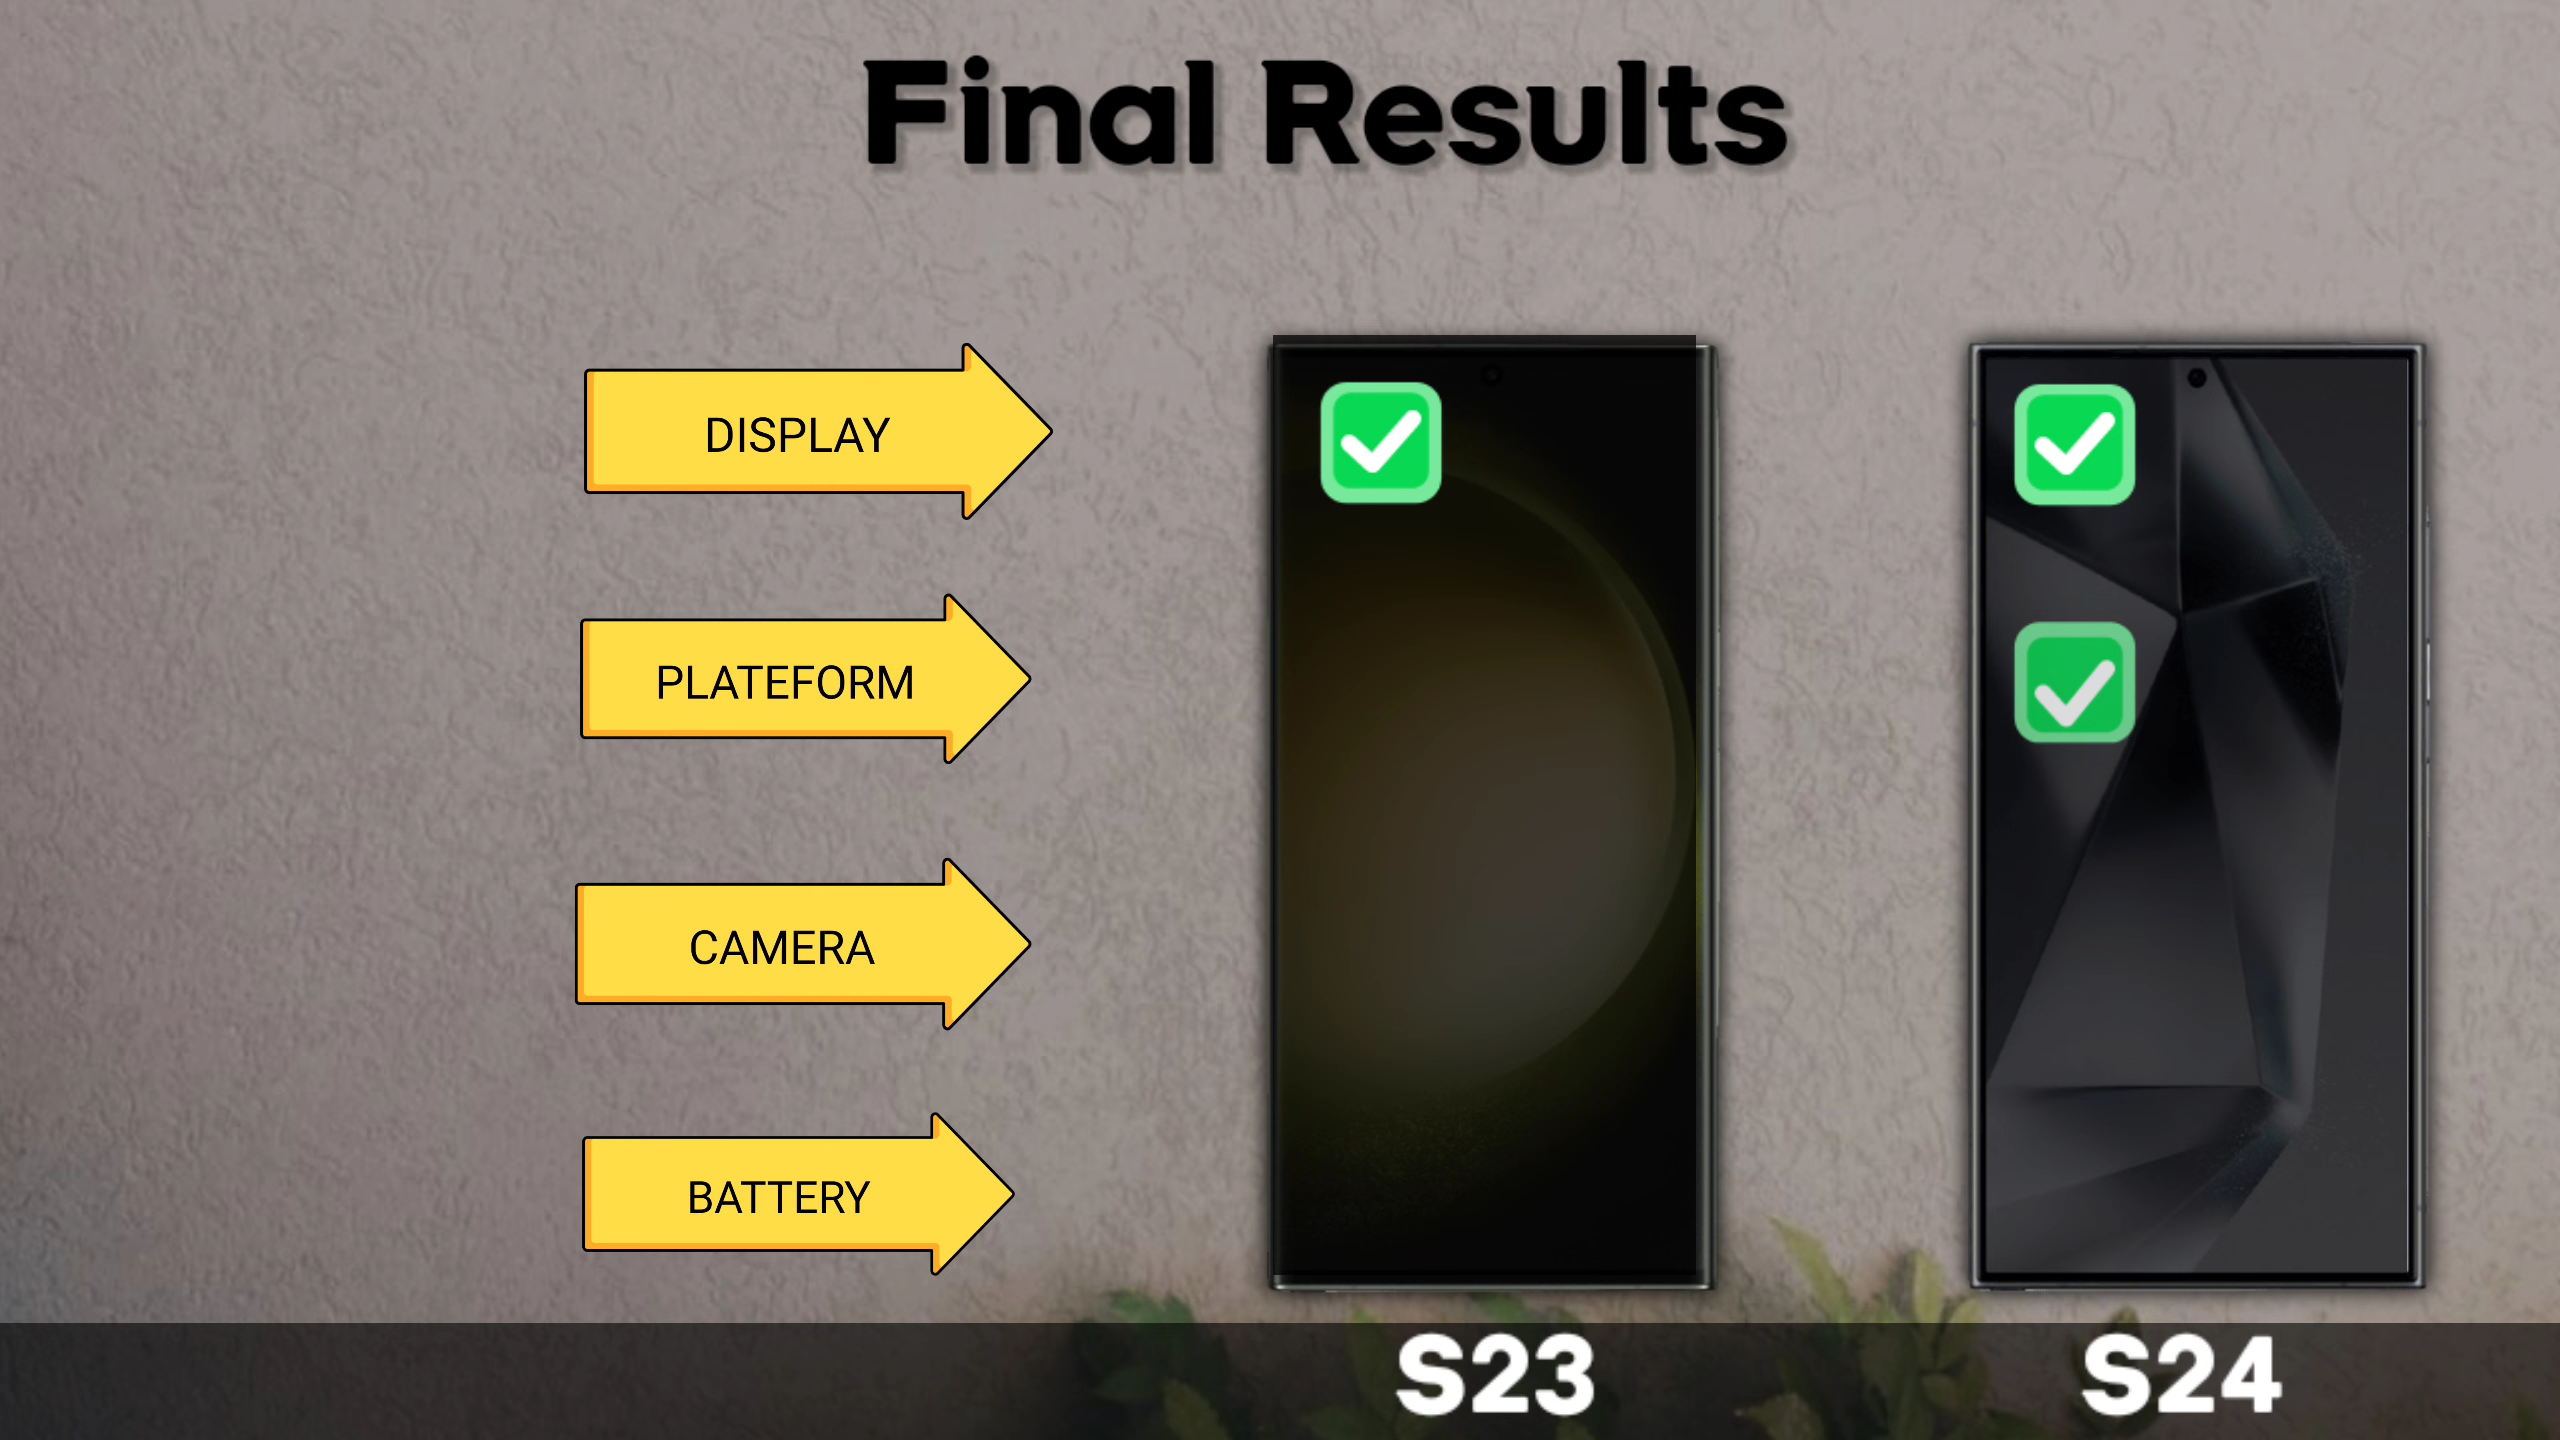 Final Results
DISPLAY
PLATEFORM
CAMERA
BATTERY
S23
S24